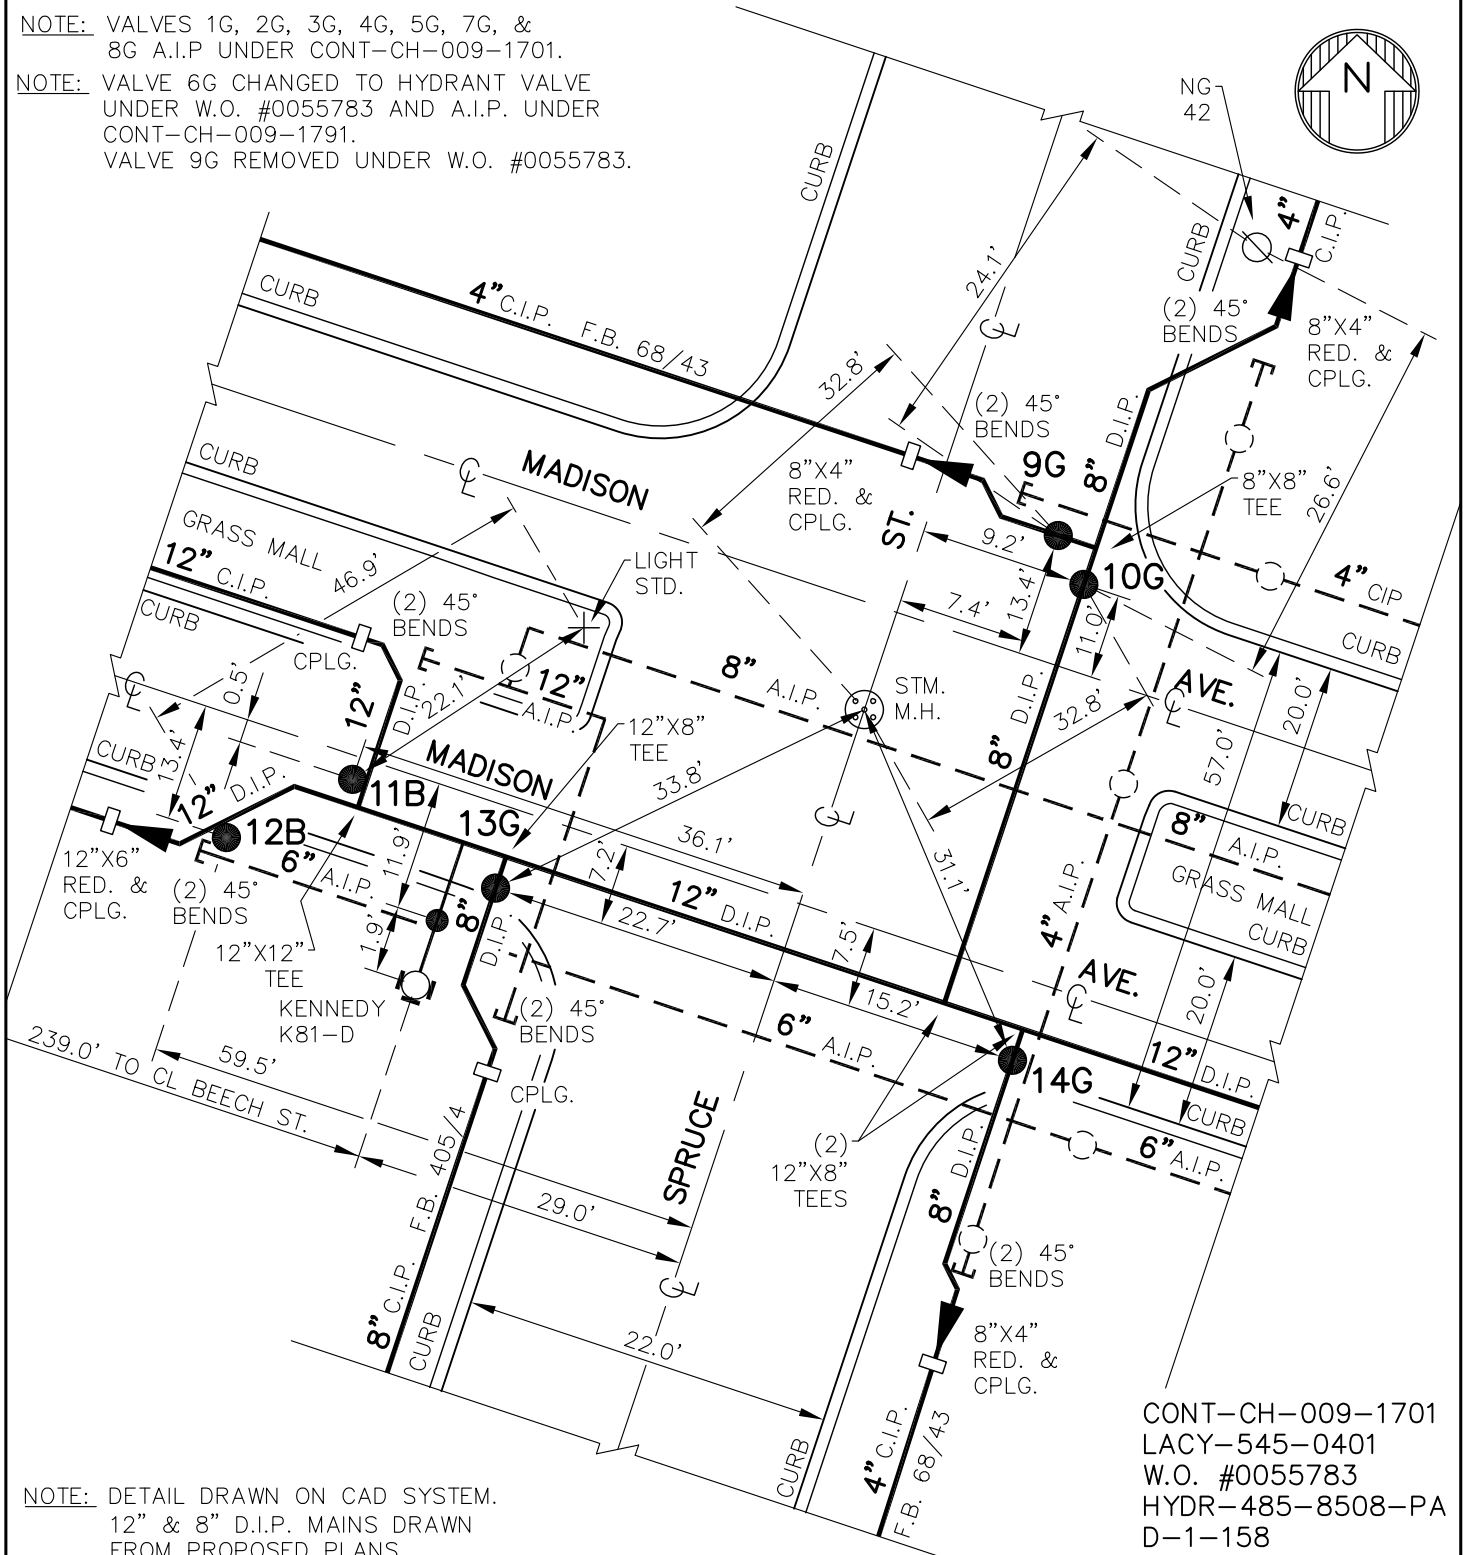 NOTE: VALVES 1G, 2G, 3G, 4G, 5G, 7G, &
8G A.I.P UNDER CONT-CH-009-1701.
NOTE: VALVE 6G CHANGED TO HYDRANT VALVE
UNDER W.O. #0055783 AND A.I.P. UNDER
CONT-CH-009-1791.
VALVE 9G REMOVED UNDER W.O. #0055783.
NG
42
N
CURB
24.1'
CURB
4"
C.I.P.
(2) 45°
BENDS
8"X4"
RED. &
CPLG.
CURB
4" C.I.P. F.B. 68/43
32.8'
CL
(2) 45°
BENDS
8" D.I.P.
26.6'
CURB
CL
MADISON
8"X4"
RED. &
CPLG.
9G
8"X8"
TEE
ST.
9.2'
10G
4" CIP
GRASS MALL
12" C.I.P.
46.9'
LIGHT
STD.
7.4'
13.4'
11.0'
CURB
CURB
(2) 45°
BENDS
CPLG.
12" D.I.P.
22.1'
12" A.I.P.
8" A.I.P.
STM.
M.H.
8" D.I.P.
32.8'
AVE.
CL
20.0'
57.0'
CL
0.5'
13.4'
CURB
12" D.I.P.
MADISON
12"X8"
TEE
33.8'
11B
12B
13G
CL
36.1'
31.1'
8" A.I.P.
CURB
GRASS MALL
CURB
12"X6"
RED. &
CPLG.
(2) 45°
BENDS
6" A.I.P.
11.9'
1.9'
8" D.I.P.
7.2'
12" D.I.P.
22.7'
7.5'
4" A.I.P.
AVE.
CL
20.0'
12"X12"
TEE
KENNEDY
K81-D
(2) 45°
BENDS
6" A.I.P.
15.2'
14G
12" D.I.P.
CURB
239.0' TO CL BEECH ST.
59.5'
CPLG.
SPRUCE
(2)
12"X8"
TEES
6" A.I.P.
29.0'
8" D.I.P.
(2) 45°
BENDS
CL
8" C.I.P. F.B. 405/4
CURB
22.0'
8"X4"
RED. &
CPLG.
CURB
4" C.I.P.
F.B. 68/43
CONT-CH-009-1701
LACY-545-0401
W.O. #0055783
HYDR-485-8508-PA
D-1-158
NOTE: DETAIL DRAWN ON CAD SYSTEM.
12" & 8" D.I.P. MAINS DRAWN
FROM PROPOSED PLANS